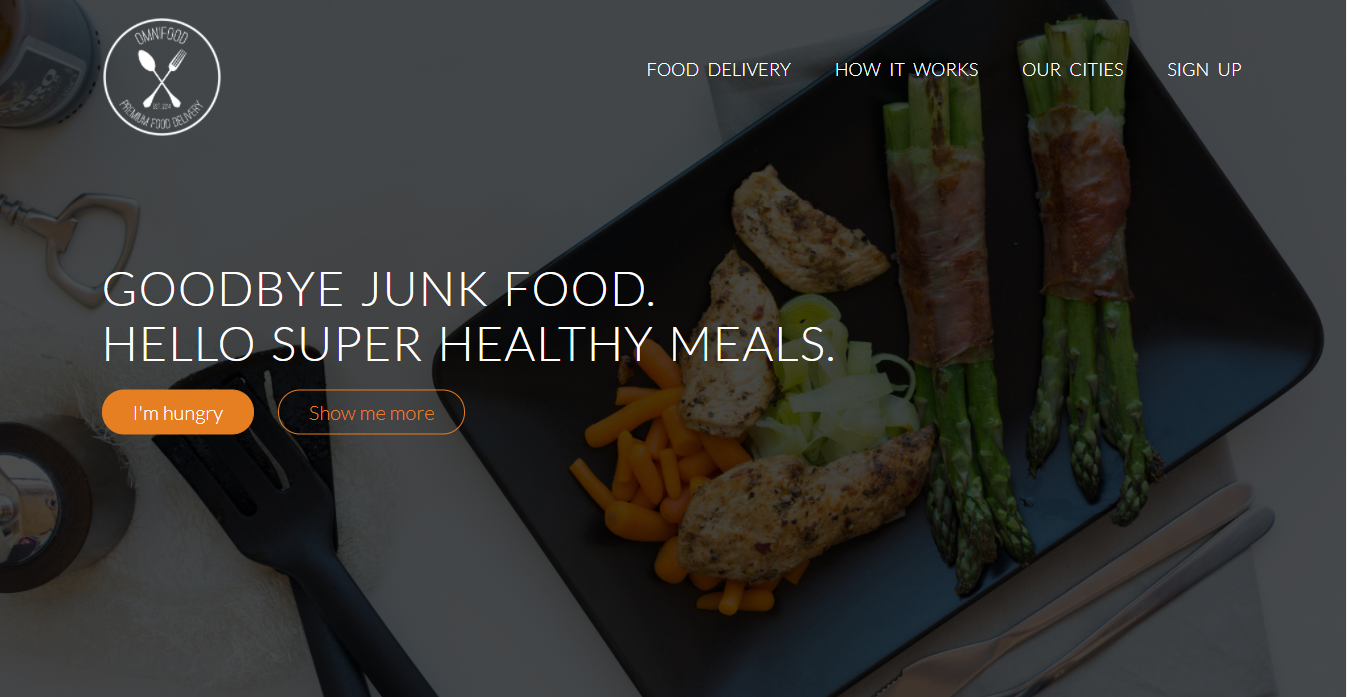 OMNIFOOD
EST. 2014
PREMIUM FOOD DELIVERY
FOOD DELIVERY HOW IT WORKS OUR CITIES SIGN UP
GOODBYE JUNK FOOD.
HELLO SUPER HEALTHY MEALS.
I'm hungry Show me more